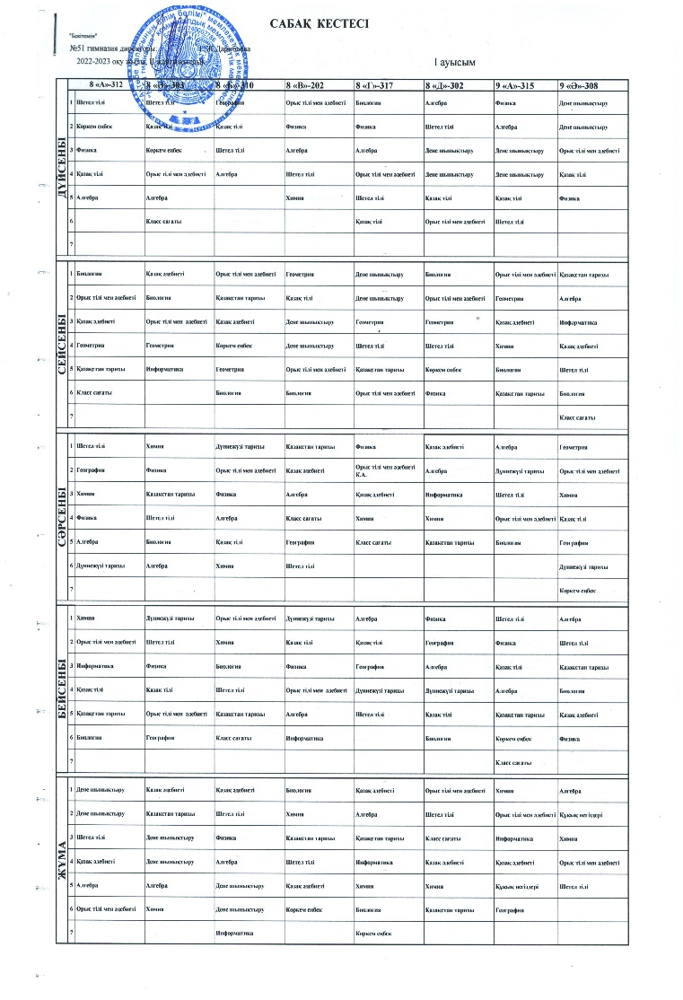 САБАҚ КЕСТЕСІ
"Бекітемін"
№51 гимназия директоры
2022-2023 оқу жылы, ІІ жартыжылдық
І ауысым
8 «А»-312 8 «Ә»-303 8 «Б»-310 8 «В»-202 8 «Г»-317 8 «Д»-302 9 «А»-315 9 «Ә»-308
ДҮЙСЕНБІ
1 Шетел тілі Шетел тілі География Орыс тілі мен әдебиеті Биология Алгебра Физика Дене шынықтыру
2 Көркем еңбек Қазақ тілі Қазақ тілі Физика Физика Шетел тілі Алгебра Дене шынықтыру
3 Физика Көркем еңбек Шетел тілі Алгебра Алгебра Дене шынықтыру Дене шынықтыру Орыс тілі мен әдебиеті
4 Қазақ тілі Орыс тілі мен әдебиеті Алгебра Шетел тілі Орыс тілі мен әдебиеті Дене шынықтыру Дене шынықтыру Қазақ тілі
5 Алгебра Алгебра Химия Шетел тілі Қазақ тілі Қазақ тілі Физика
6 Класс сағаты Қазақ тілі Орыс тілі мен әдебиеті Шетел тілі
7
СЕЙСЕНБІ
1 Биология Қазақ әдебиеті Орыс тілі мен әдебиеті Геометрия Дене шынықтыру Биология Орыс тілі мен әдебиеті Қазақстан тарихы
2 Орыс тілі мен әдебиеті Биология Қазақстан тарихы Қазақ тілі Дене шынықтыру Орыс тілі мен әдебиеті Геометрия Алгебра
3 Қазақ әдебиеті Орыс тілі мен әдебиеті Қазақ әдебиеті Дене шынықтыру Геометрия Геометрия Қазақ әдебиеті Информатика
4 Геометрия Геометрия Көркем еңбек Дене шынықтыру Шетел тілі Шетел тілі Химия Қазақ әдебиеті
5 Қазақстан тарихы Информатика Геометрия Орыс тілі мен әдебиеті Қазақстан тарихы Көркем еңбек Биология Шетел тілі
6 Класс сағаты Биология Биология Орыс тілі мен әдебиеті Физика Қазақстан тарихы Биология
7 Класс сағаты
СӘРСЕНБІ
1 Шетел тілі Химия Дүниежүзі тарихы Қазақстан тарихы Физика Қазақ әдебиеті Алгебра Геометрия
2 География Физика Орыс тілі мен әдебиеті Қазақ әдебиеті Орыс тілі мен әдебиеті К.А. Алгебра Дүниежүзі тарихы Орыс тілі мен әдебиеті
3 Химия Қазақстан тарихы Физика Алгебра Қазақ әдебиеті Информатика Шетел тілі Химия
4 Физика Шетел тілі Алгебра Класс сағаты Химия Химия Орыс тілі мен әдебиеті Қазақ тілі
5 Алгебра Биология Қазақ тілі География Класс сағаты Қазақстан тарихы Биология География
6 Дүниежүзі тарихы Алгебра Химия Шетел тілі Дүниежүзі тарихы
7 Көркем еңбек
БЕЙСЕНБІ
1 Химия Дүниежүзі тарихы Орыс тілі мен әдебиеті Дүниежүзі тарихы Алгебра Физика Шетел тілі Алгебра
2 Орыс тілі мен әдебиеті Шетел тілі Химия Қазақ тілі Қазақ тілі География Физика Шетел тілі
3 Информатика Физика Биология Физика География Алгебра Қазақ тілі Қазақстан тарихы
4 Қазақ тілі Қазақ тілі Шетел тілі Орыс тілі мен әдебиеті Дүниежүзі тарихы Дүниежүзі тарихы Алгебра Биология
5 Қазақстан тарихы Орыс тілі мен әдебиеті Қазақстан тарихы Алгебра Шетел тілі Қазақ тілі Қазақстан тарихы Қазақ әдебиеті
6 Биология География Класс сағаты Информатика Биология Көркем еңбек Физика
7 Класс сағаты
ЖҰМА
1 Дене шынықтыру Қазақ әдебиеті Қазақ әдебиеті Биология Қазақ әдебиеті Орыс тілі мен әдебиеті Химия Алгебра
2 Дене шынықтыру Қазақстан тарихы Шетел тілі Химия Алгебра Шетел тілі Орыс тілі мен әдебиеті Құқық негіздері
3 Шетел тілі Дене шынықтыру Физика Қазақстан тарихы Қазақстан тарихы Класс сағаты Информатика Химия
4 Қазақ әдебиеті Дене шынықтыру Алгебра Шетел тілі Информатика Қазақ әдебиеті Қазақ әдебиеті Орыс тілі мен әдебиеті
5 Алгебра Алгебра Дене шынықтыру Қазақ әдебиеті Химия Химия Құқық негіздері Шетел тілі
6 Орыс тілі мен әдебиеті Химия Дене шынықтыру Көркем еңбек Биология Қазақстан тарихы География
7 Информатика Көркем еңбек